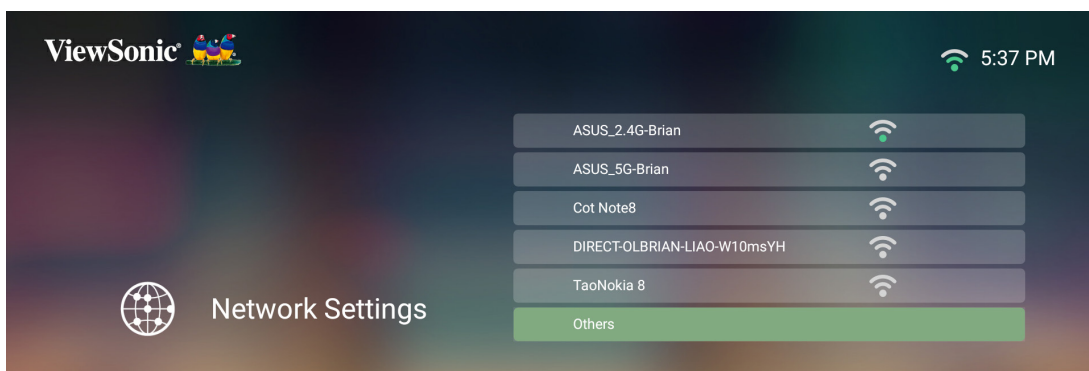 ViewSonic®
5:37 PM
ASUS_2.4G-Brian
ASUS_5G-Brian
Cot Note8
DIRECT-OLBRIAN-LIAO-W10msYH
TaoNokia 8
Network Settings
Others